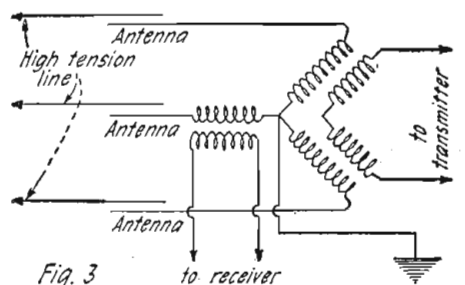 Antenna
High tension
line
Antenna
to
transmitter
Antenna
Fig. 3
to receiver